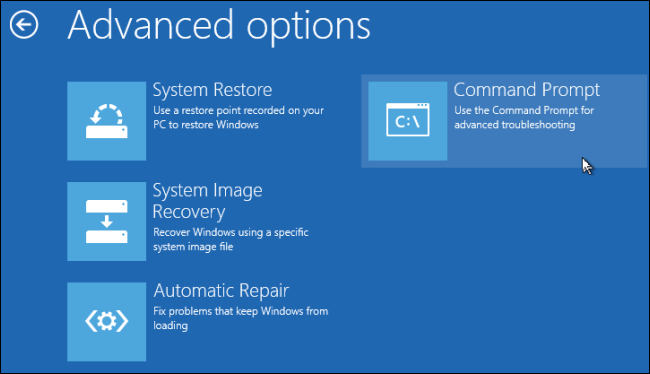 Advanced options
System Restore
Use a restore point recorded on your
PC to restore Windows
Command Prompt
Use the Command Prompt for
advanced troubleshooting
C:\
System Image
Recovery
Recover Windows using a specific
system image file
Automatic Repair
Fix problems that keep Windows from
loading